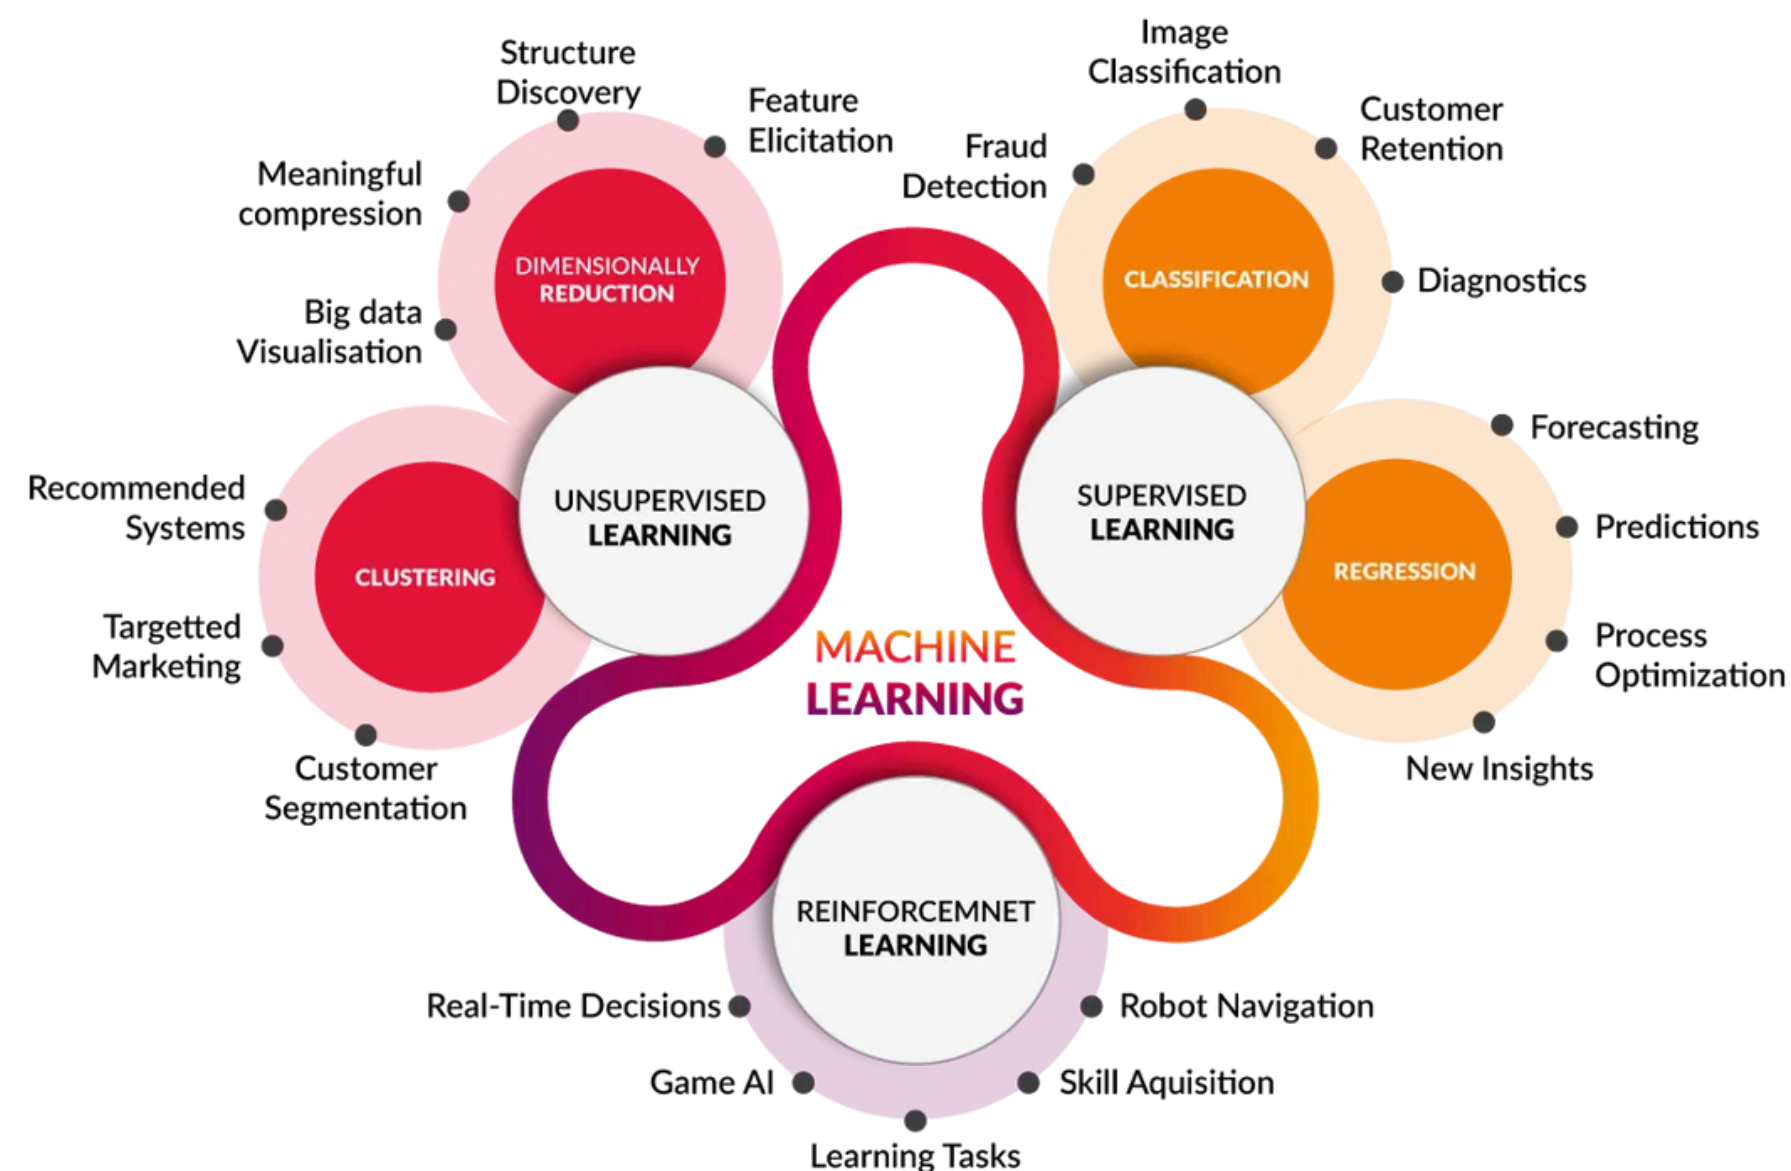 Structure
Discovery
Feature
Elicitation
Meaningful
compression
Big data
Visualisation
DIMENSIONALLY
REDUCTION
Recommended
Systems
Targetted
Marketing
Customer
Segmentation
CLUSTERING
UNSUPERVISED
LEARNING
Image
Classification
Fraud
Detection
Customer
Retention
Diagnostics
CLASSIFICATION
SUPERVISED
LEARNING
Forecasting
Predictions
Process
Optimization
New Insights
REGRESSION
MACHINE
LEARNING
REINFORCEMNET
LEARNING
Real-Time Decisions
Game AI
Learning Tasks
Skill Aquisition
Robot Navigation